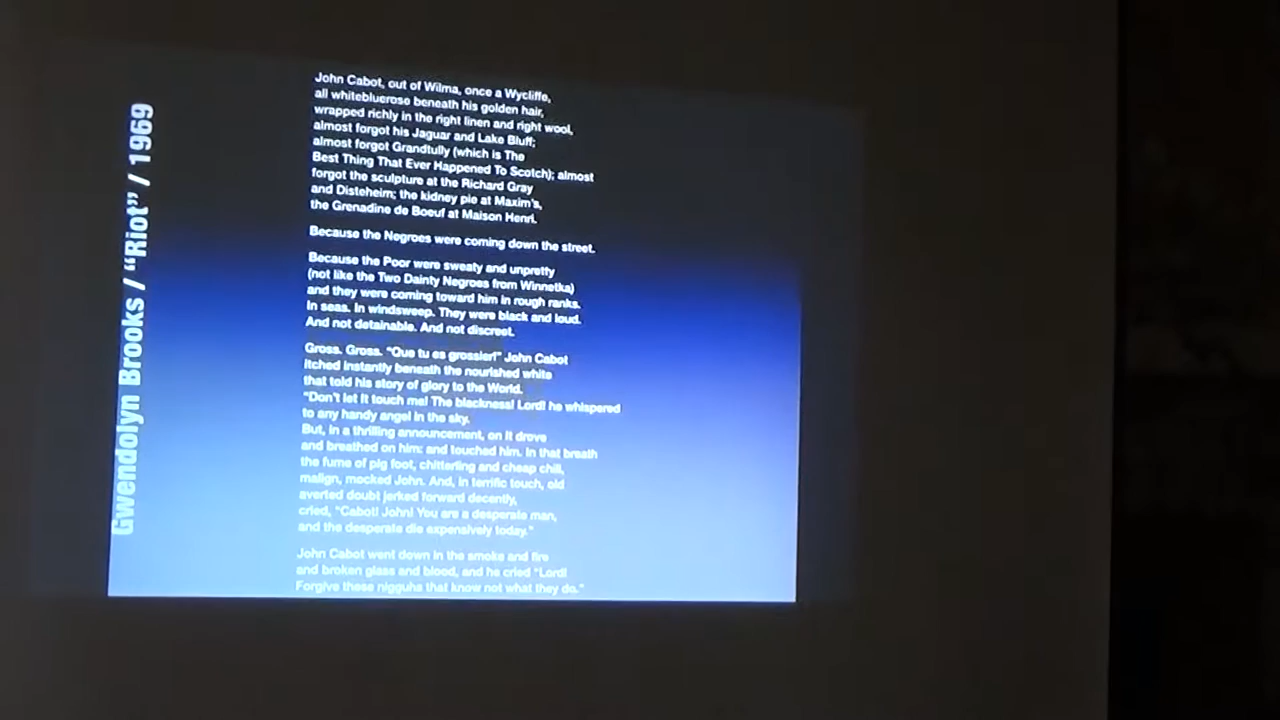 Gwendolyn Brooks / “Riot” / 1969
John Cabot, out of Wilma, once a Wycliffe,
all whitebluerose beneath his golden hair,
wrapped richly in the right linen and right wool,
almost forgot his Jaguar and Lake Bluff;
almost forgot Grandtully (which is The
Best Thing That Ever Happened To Scotch); almost
forgot the sculpture at the Richard Gray
and Distelheim; the kidney pie at Maxim’s,
the Grenadine de Boeuf at Maison Henri.
Because the Negroes were coming down the street.
Because the Poor were sweaty and unpretty
(not like the Two Dainty Negroes from Winnetka)
and they were coming toward him in rough ranks.
In seas. In windsweep. They were black and loud.
And not detainable. And not discreet.
Gross. Gross. “Que tu es grossier!” John Cabot
itched instantly beneath the nourished white
that told his story of glory to the World.
“Don’t let It touch me! The blackness! Lord! he whispered
to any handy angel in the sky.
But, in a thrilling announcement, on It drove
and breathed on him: and touched him. In that breath
the fume of pig foot, chitterling and cheap chili,
malign, mocked John. And, in terrific touch, old
averted doubt jerked forward decently,
cried, “Cabot! John! You are a desperate man,
and the desperate die expensively today.”
John Cabot went down in the smoke and fire
and broken glass and blood, and he cried “Lord!
Forgive these nigguhs that know not what they do.”